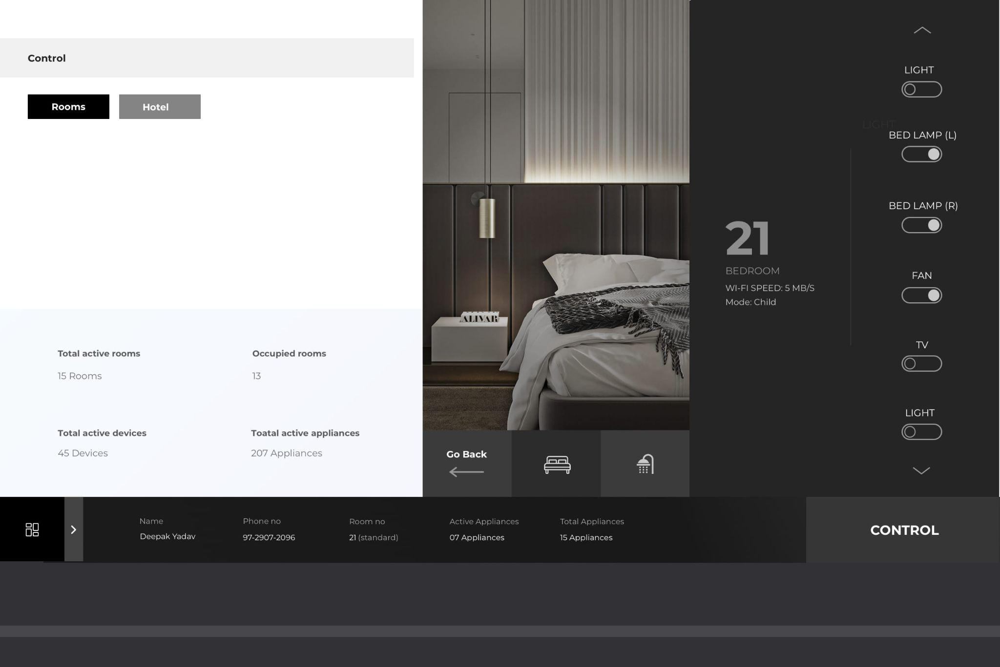 Control
Rooms
Hotel
Total active rooms
15 Rooms
Occupied rooms
13
Total active devices
45 Devices
Toatal active appliances
207 Appliances
ALIVAR
Go Back
21
BEDROOM
WI-FI SPEED: 5 MB/S
Mode: Child
LIGHT
LIGHT
BED LAMP (L)
BED LAMP (R)
FAN
TV
LIGHT
Name
Deepak Yadav
Phone no
97-2907-2096
Room no
21 (standard)
Active Appliances
07 Appliances
Total Appliances
15 Appliances
CONTROL